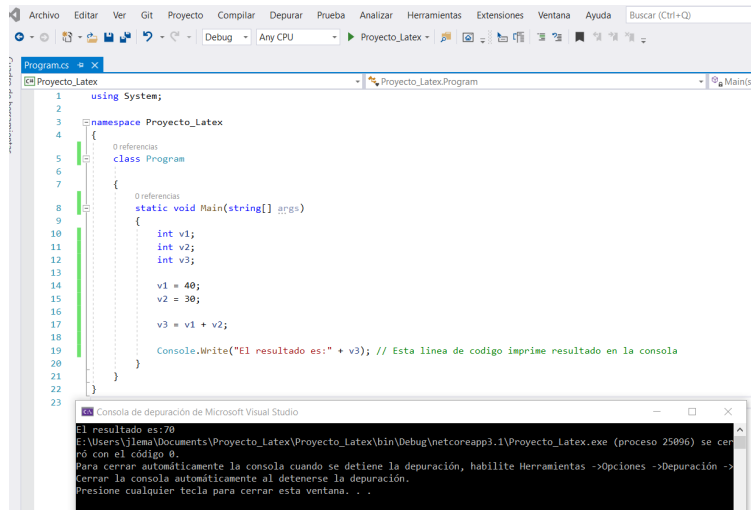 Archivo Editar Ver Git Proyecto Compilar Depurar Prueba Analizar Herramientas Extensiones Ventana Ayuda Buscar (Ctrl+Q)
Debug Any CPU Proyecto_Latex
Program.cs
C# Proyecto_Latex Proyecto_Latex.Program Main(s
1 using System;
2
3 namespace Proyecto_Latex
4 {
0 referencias
5 class Program
6
7 {
0 referencias
8 static void Main(string[] args)
9 {
10 int v1;
11 int v2;
12 int v3;
13
14 v1 = 40;
15 v2 = 30;
16
17 v3 = v1 + v2;
18
19 Console.Write("El resultado es:" + v3); // Esta linea de codigo imprime resultado en la consola
20 }
21 }
22 }
23
Consola de depuración de Microsoft Visual Studio
El resultado es:70
E:\Users\jlema\Documents\Proyecto_Latex\Proyecto_Latex\bin\Debug\netcoreapp3.1\Proyecto_Latex.exe (proceso 25096) se cer
ró con el código 0.
Para cerrar automáticamente la consola cuando se detiene la depuración, habilite Herramientas ->Opciones ->Depuración ->
Cerrar la consola automáticamente al detenerse la depuración.
Presione cualquier tecla para cerrar esta ventana. . .